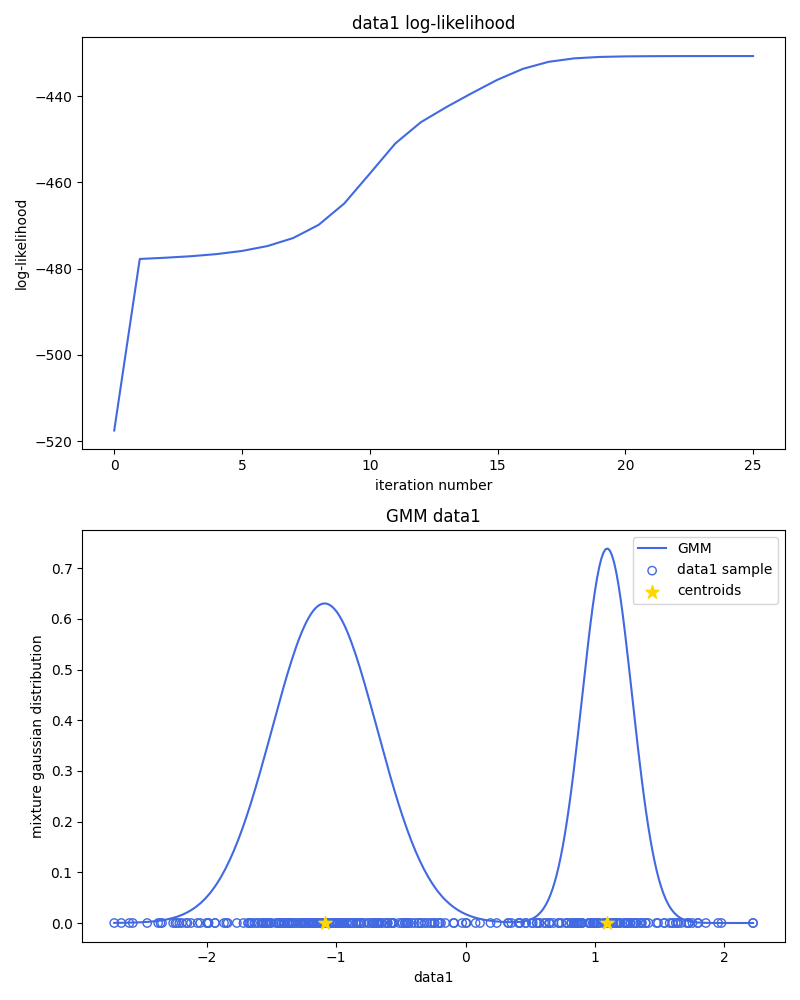 data1 log-likelihood
log-likelihood
−440
−460
−480
−500
−520
0 5 10 15 20 25
iteration number
GMM data1
mixture gaussian distribution
0.7
0.6
0.5
0.4
0.3
0.2
0.1
0.0
GMM
data1 sample
centroids
−2 −1 0 1 2
data1